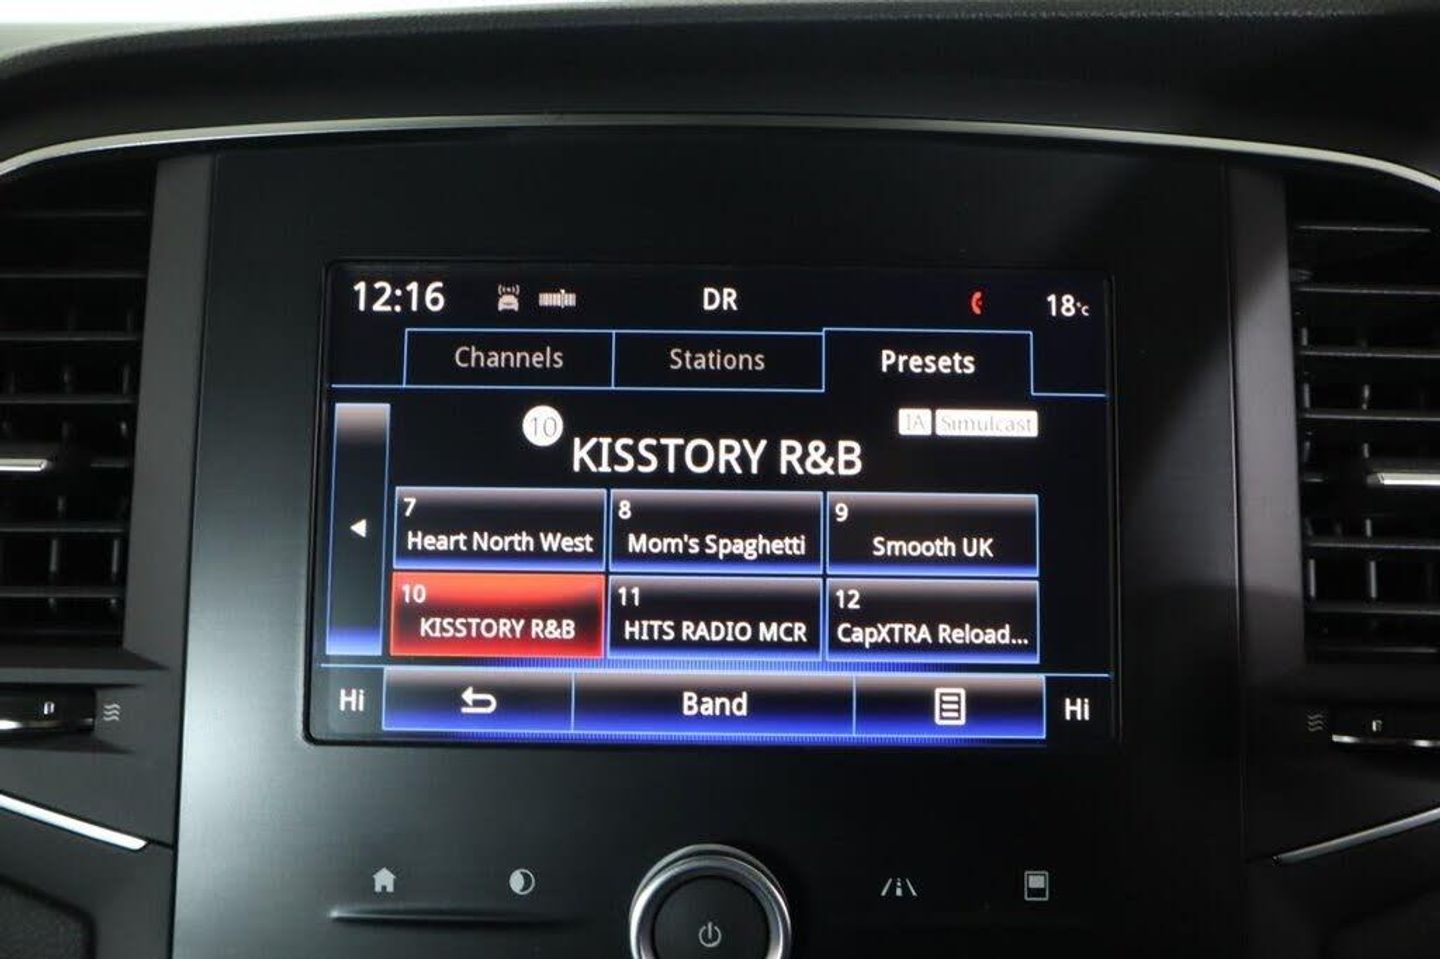 12:16 DR 18°C
Channels Stations Presets
10 IA Simulcast
KISSTORY R&B
7 8 9
Heart North West Mom's Spaghetti Smooth UK
10 11 12
KISSTORY R&B HITS RADIO MCR CapXTRA Reload...
Hi Band Hi